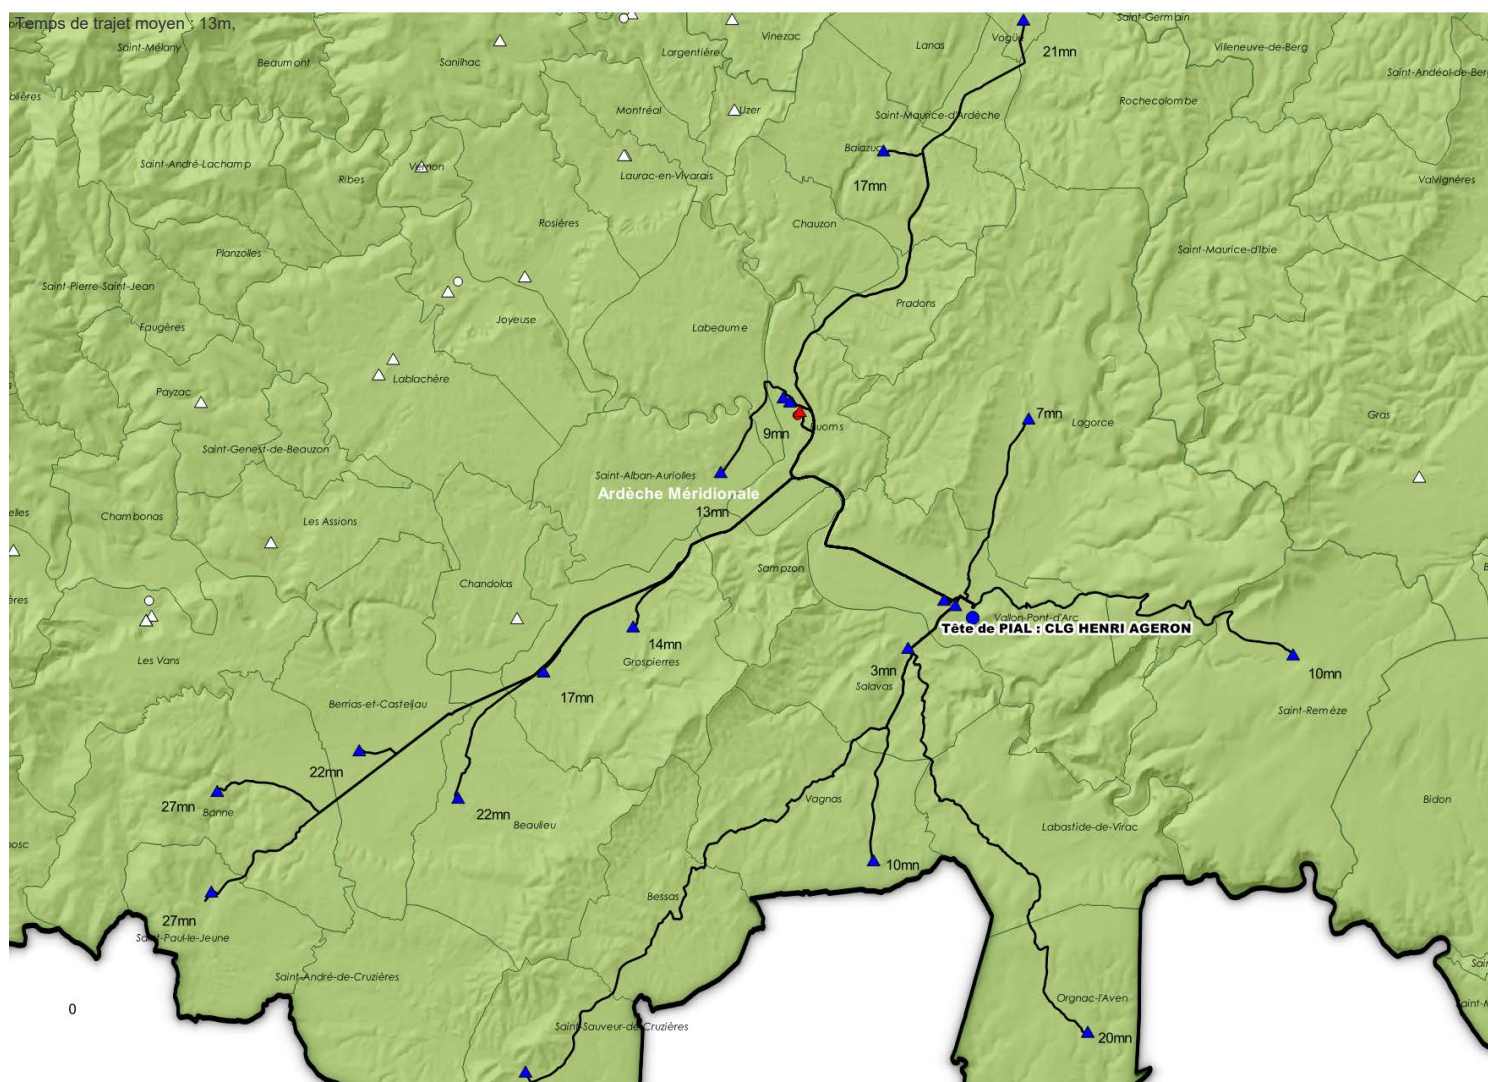 Temps de trajet moyen : 13m,
Saint-Germain
Saint-Mélany
Vinezac
Lanas
Vogüé
Villeneuve-de-Berg
21mn
Beaumont
Sanilhac
Largentière
Saint-Andéol-de-Ber
blières
Montréal
Uzer
Saint-Maurice-d'Ardèche
Rochecolombe
Balazuc
Saint-André-Lachamp
Ribes
Vernon
Laurac-en-Vivarais
17mn
Valvignères
Rosières
Chauzon
Planzolles
Saint-Maurice-d'Ibie
Saint-Pierre-Saint-Jean
Pradons
Faugères
Joyeuse
Labeaume
Payzac
Lablachère
7mn
Lagorce
Gras
9mn
Saint-Genest-de-Beauzon
Saint-Alban-Auriolles
Ardèche Méridionale
elles
Chambonas
Les Assions
13mn
Sampzon
Chandolas
ères
Vallon-Pont-d'Arc
Tête de PIAL : CLG HENRI AGERON
14mn
Les Vans
Grospierres
3mn
10mn
Salavas
17mn
Berrias-et-Casteljau
Saint-Remèze
22mn
27mn
Banne
22mn
Beaulieu
Vagnas
Bidon
Labastide-de-Virac
bosc
10mn
Bessas
27mn
Saint-Paul-le-Jeune
Saint-André-de-Cruzières
0
Orgnac-l'Aven
Saint-Sauveur-de-Cruzières
20mn